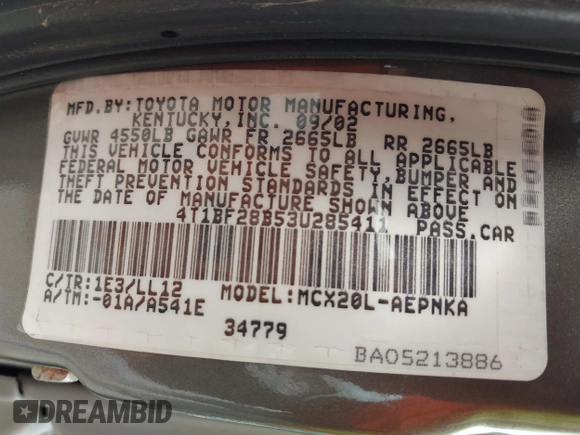 MFD.BY:TOYOTA MOTOR MANUFACTURING,
KENTUCKY,INC. 09/02
GVWR 4550LB GAWR FR 2665LB RR 2665LB
THIS VEHICLE CONFORMS TO ALL APPLICABLE
FEDERAL MOTOR VEHICLE SAFETY,BUMPER,AND
THEFT PREVENTION STANDARDS IN EFFECT ON
THE DATE OF MANUFACTURE SHOWN ABOVE
4T1BF28B53U285411 PASS.CAR
C/TR:1E3/LL12 MODEL:MCX20L-AEPNKA
A/TM:-01A/A541E
34779
BA05213886
DREAMBID